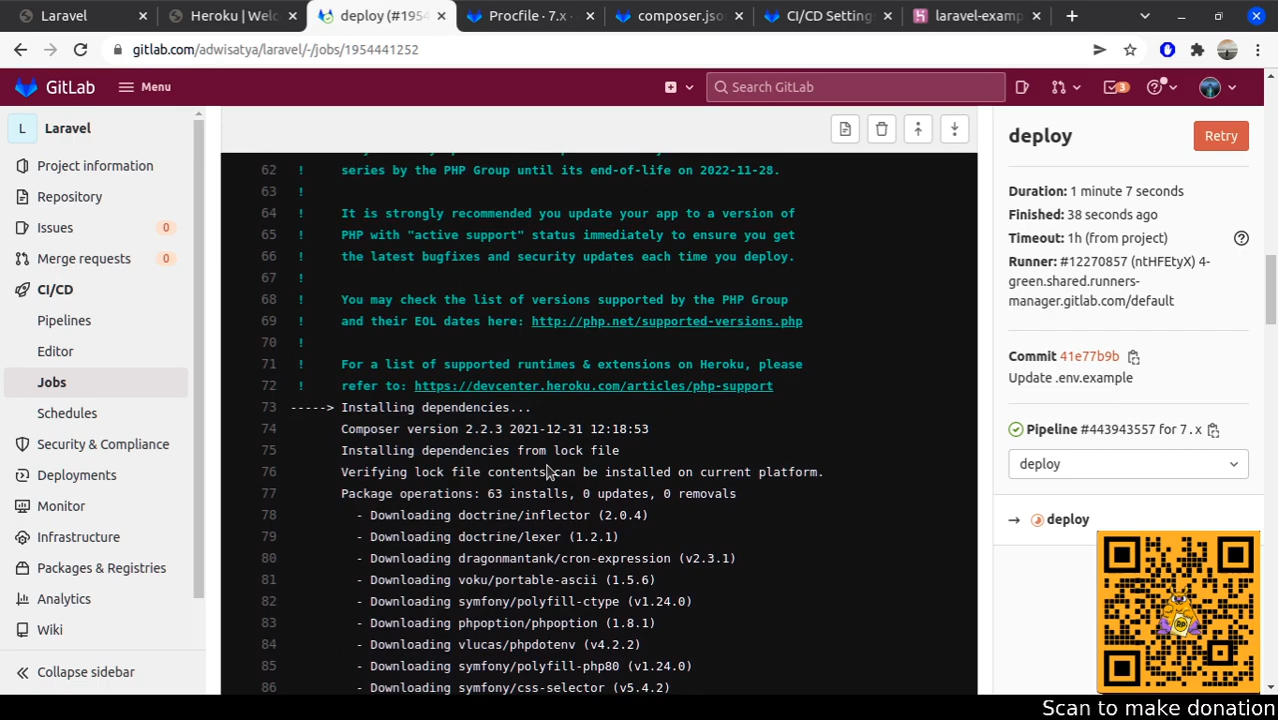 Laravel
Heroku | Welc
deploy (#1954
Procfile · 7.x ·
composer.jso
CI/CD Setting
laravel-examp
gitlab.com/adwisatya/laravel/-/jobs/1954441252
GitLab
Menu
Search GitLab
3
L
Laravel
Project information
Repository
Issues
0
Merge requests
0
CI/CD
Pipelines
Editor
Jobs
Schedules
Security & Compliance
Deployments
Monitor
Infrastructure
Packages & Registries
Analytics
Wiki
Collapse sidebar
62 ! series by the PHP Group until its end-of-life on 2022-11-28.
63 !
64 ! It is strongly recommended you update your app to a version of
65 ! PHP with "active support" status immediately to ensure you get
66 ! the latest bugfixes and security updates each time you deploy.
67 !
68 ! You may check the list of versions supported by the PHP Group
69 ! and their EOL dates here: http://php.net/supported-versions.php
70 !
71 ! For a list of supported runtimes & extensions on Heroku, please
72 ! refer to: https://devcenter.heroku.com/articles/php-support
73 -----> Installing dependencies...
74 Composer version 2.2.3 2021-12-31 12:18:53
75 Installing dependencies from lock file
76 Verifying lock file contents can be installed on current platform.
77 Package operations: 63 installs, 0 updates, 0 removals
78 - Downloading doctrine/inflector (2.0.4)
79 - Downloading doctrine/lexer (1.2.1)
80 - Downloading dragonmantank/cron-expression (v2.3.1)
81 - Downloading voku/portable-ascii (1.5.6)
82 - Downloading symfony/polyfill-ctype (v1.24.0)
83 - Downloading phpoption/phpoption (1.8.1)
84 - Downloading vlucas/phpdotenv (v4.2.2)
85 - Downloading symfony/polyfill-php80 (v1.24.0)
86 - Downloading symfony/css-selector (v5.4.2)
deploy
Retry
Duration: 1 minute 7 seconds
Finished: 38 seconds ago
Timeout: 1h (from project)
Runner: #12270857 (ntHFEtyX) 4-
green.shared.runners-
manager.gitlab.com/default
Commit 41e77b9b
Update .env.example
Pipeline #443943557 for 7.x
deploy
→ deploy
Scan to make donation